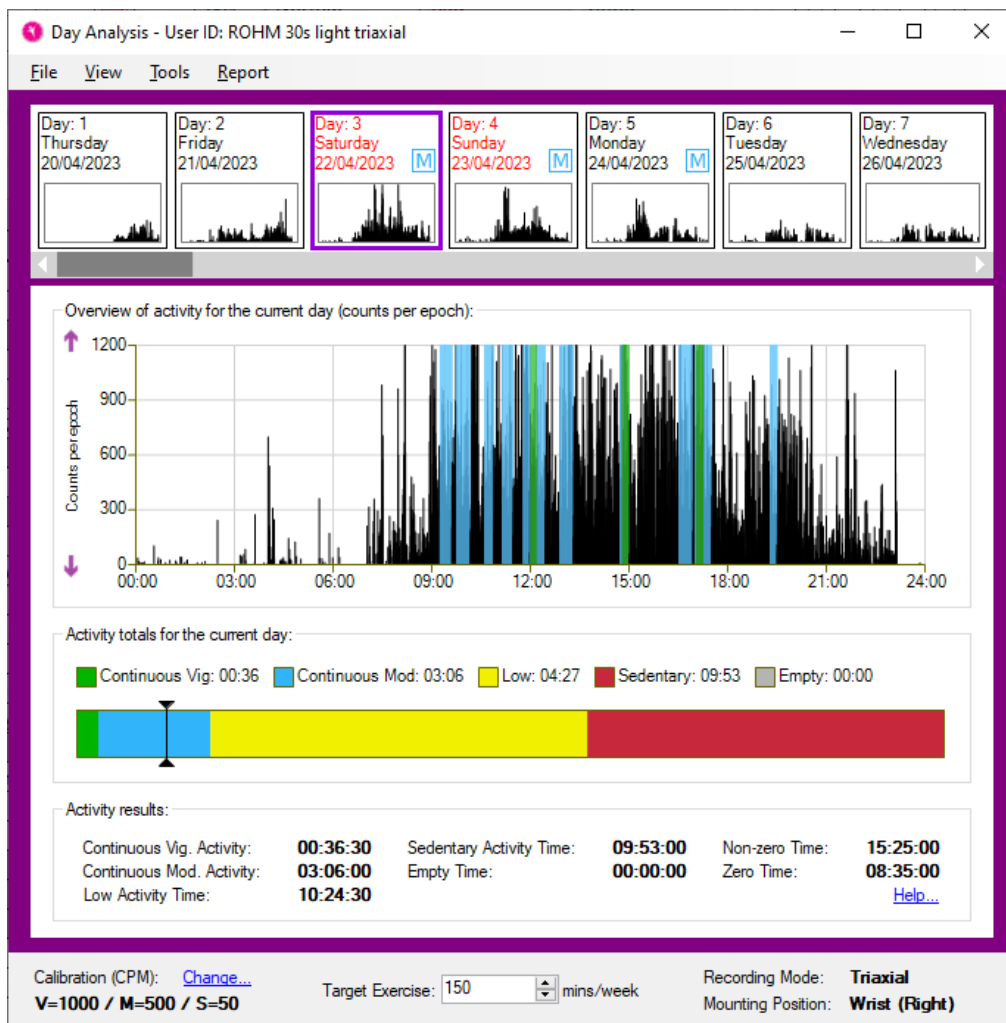 Day Analysis - User ID: ROHM 30s light triaxial
File View Tools Report
Day: 1
Thursday
20/04/2023
Day: 2
Friday
21/04/2023
Day: 3
Saturday
22/04/2023 M
Day: 4
Sunday
23/04/2023 M
Day: 5
Monday
24/04/2023 M
Day: 6
Tuesday
25/04/2023
Day: 7
Wednesday
26/04/2023
Overview of activity for the current day (counts per epoch):
Counts per epoch
1200
900
600
300
0
00:00 03:00 06:00 09:00 12:00 15:00 18:00 21:00 24:00
Activity totals for the current day:
Continuous Vig: 00:36 Continuous Mod: 03:06 Low: 04:27 Sedentary: 09:53 Empty: 00:00
Activity results:
Continuous Vig. Activity: 00:36:30 Sedentary Activity Time: 09:53:00 Non-zero Time: 15:25:00
Continuous Mod. Activity: 03:06:00 Empty Time: 00:00:00 Zero Time: 08:35:00
Low Activity Time: 10:24:30 Help...
Calibration (CPM): Change...
V=1000 / M=500 / S=50
Target Exercise: 150 mins/week
Recording Mode: Triaxial
Mounting Position: Wrist (Right)